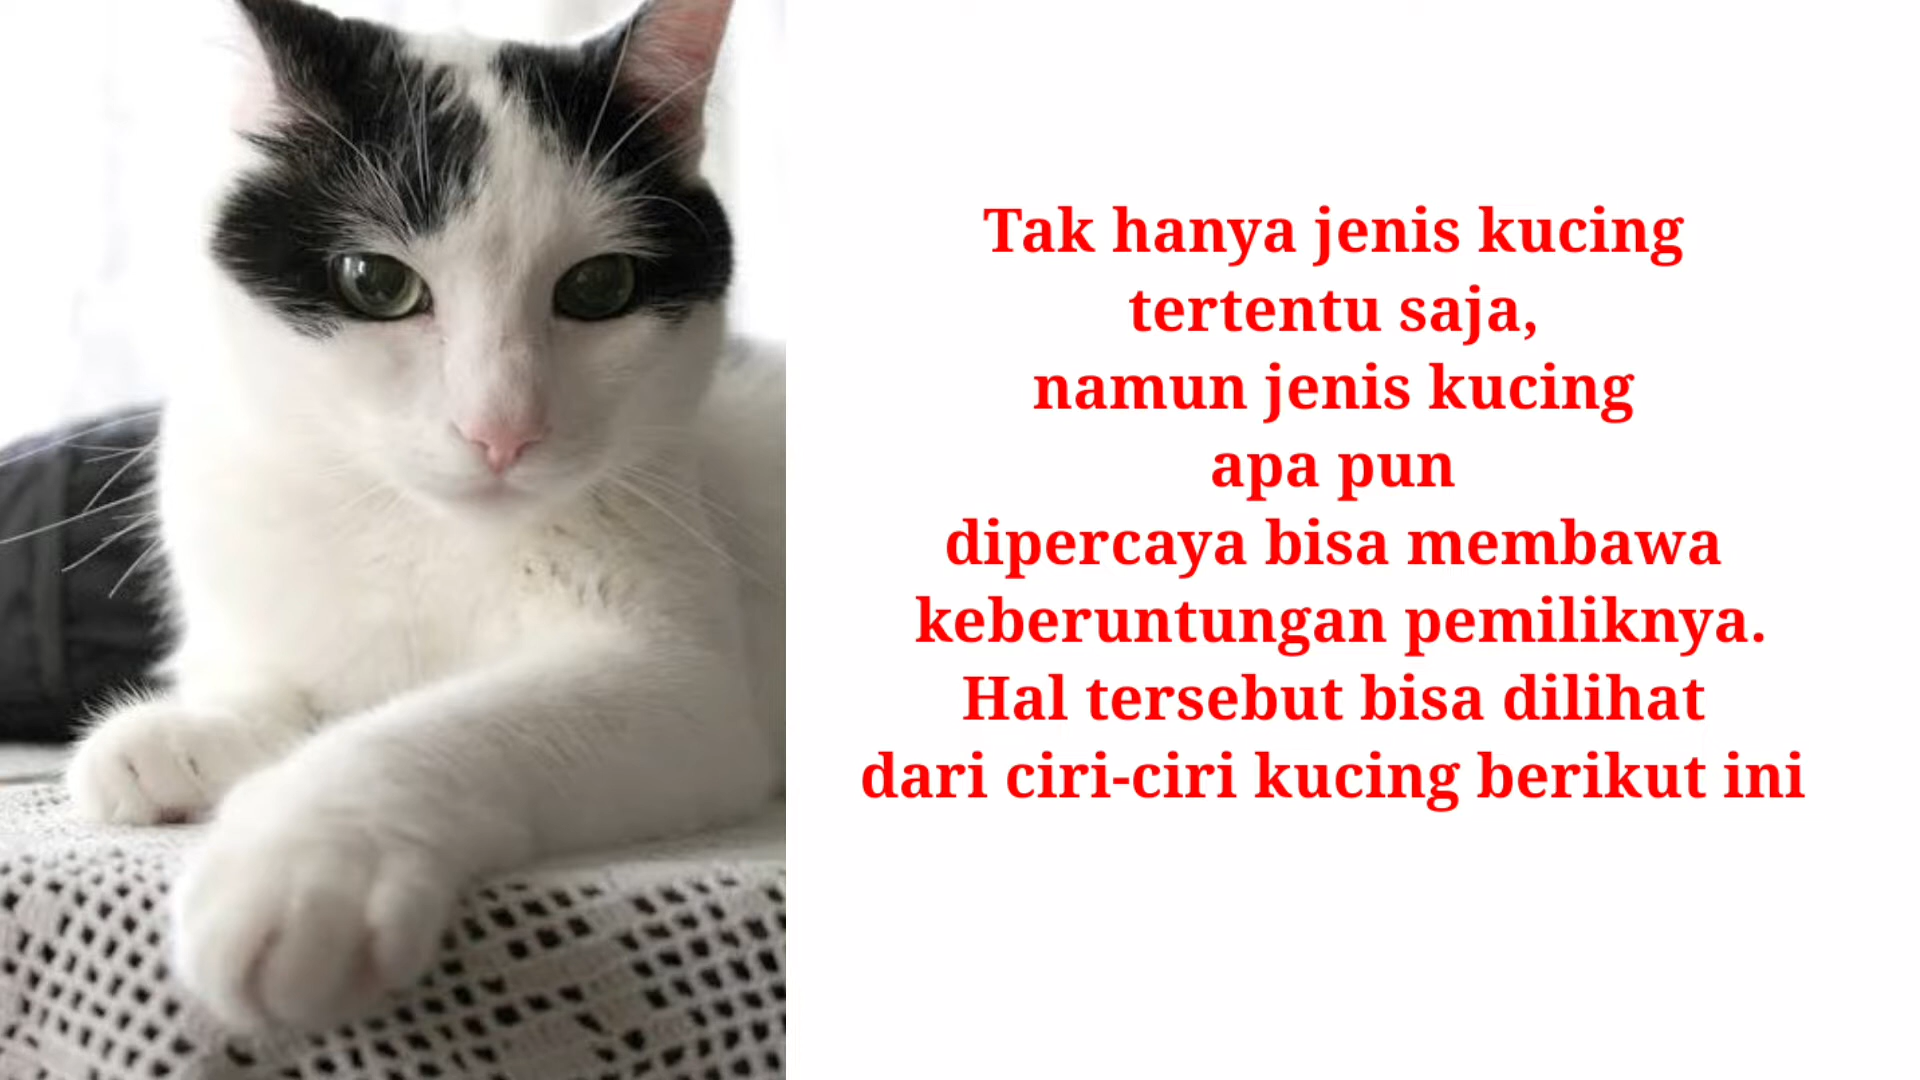 Tak hanya jenis kucing
tertentu saja,
namun jenis kucing
apa pun
dipercaya bisa membawa
keberuntungan pemiliknya.
Hal tersebut bisa dilihat
dari ciri-ciri kucing berikut ini